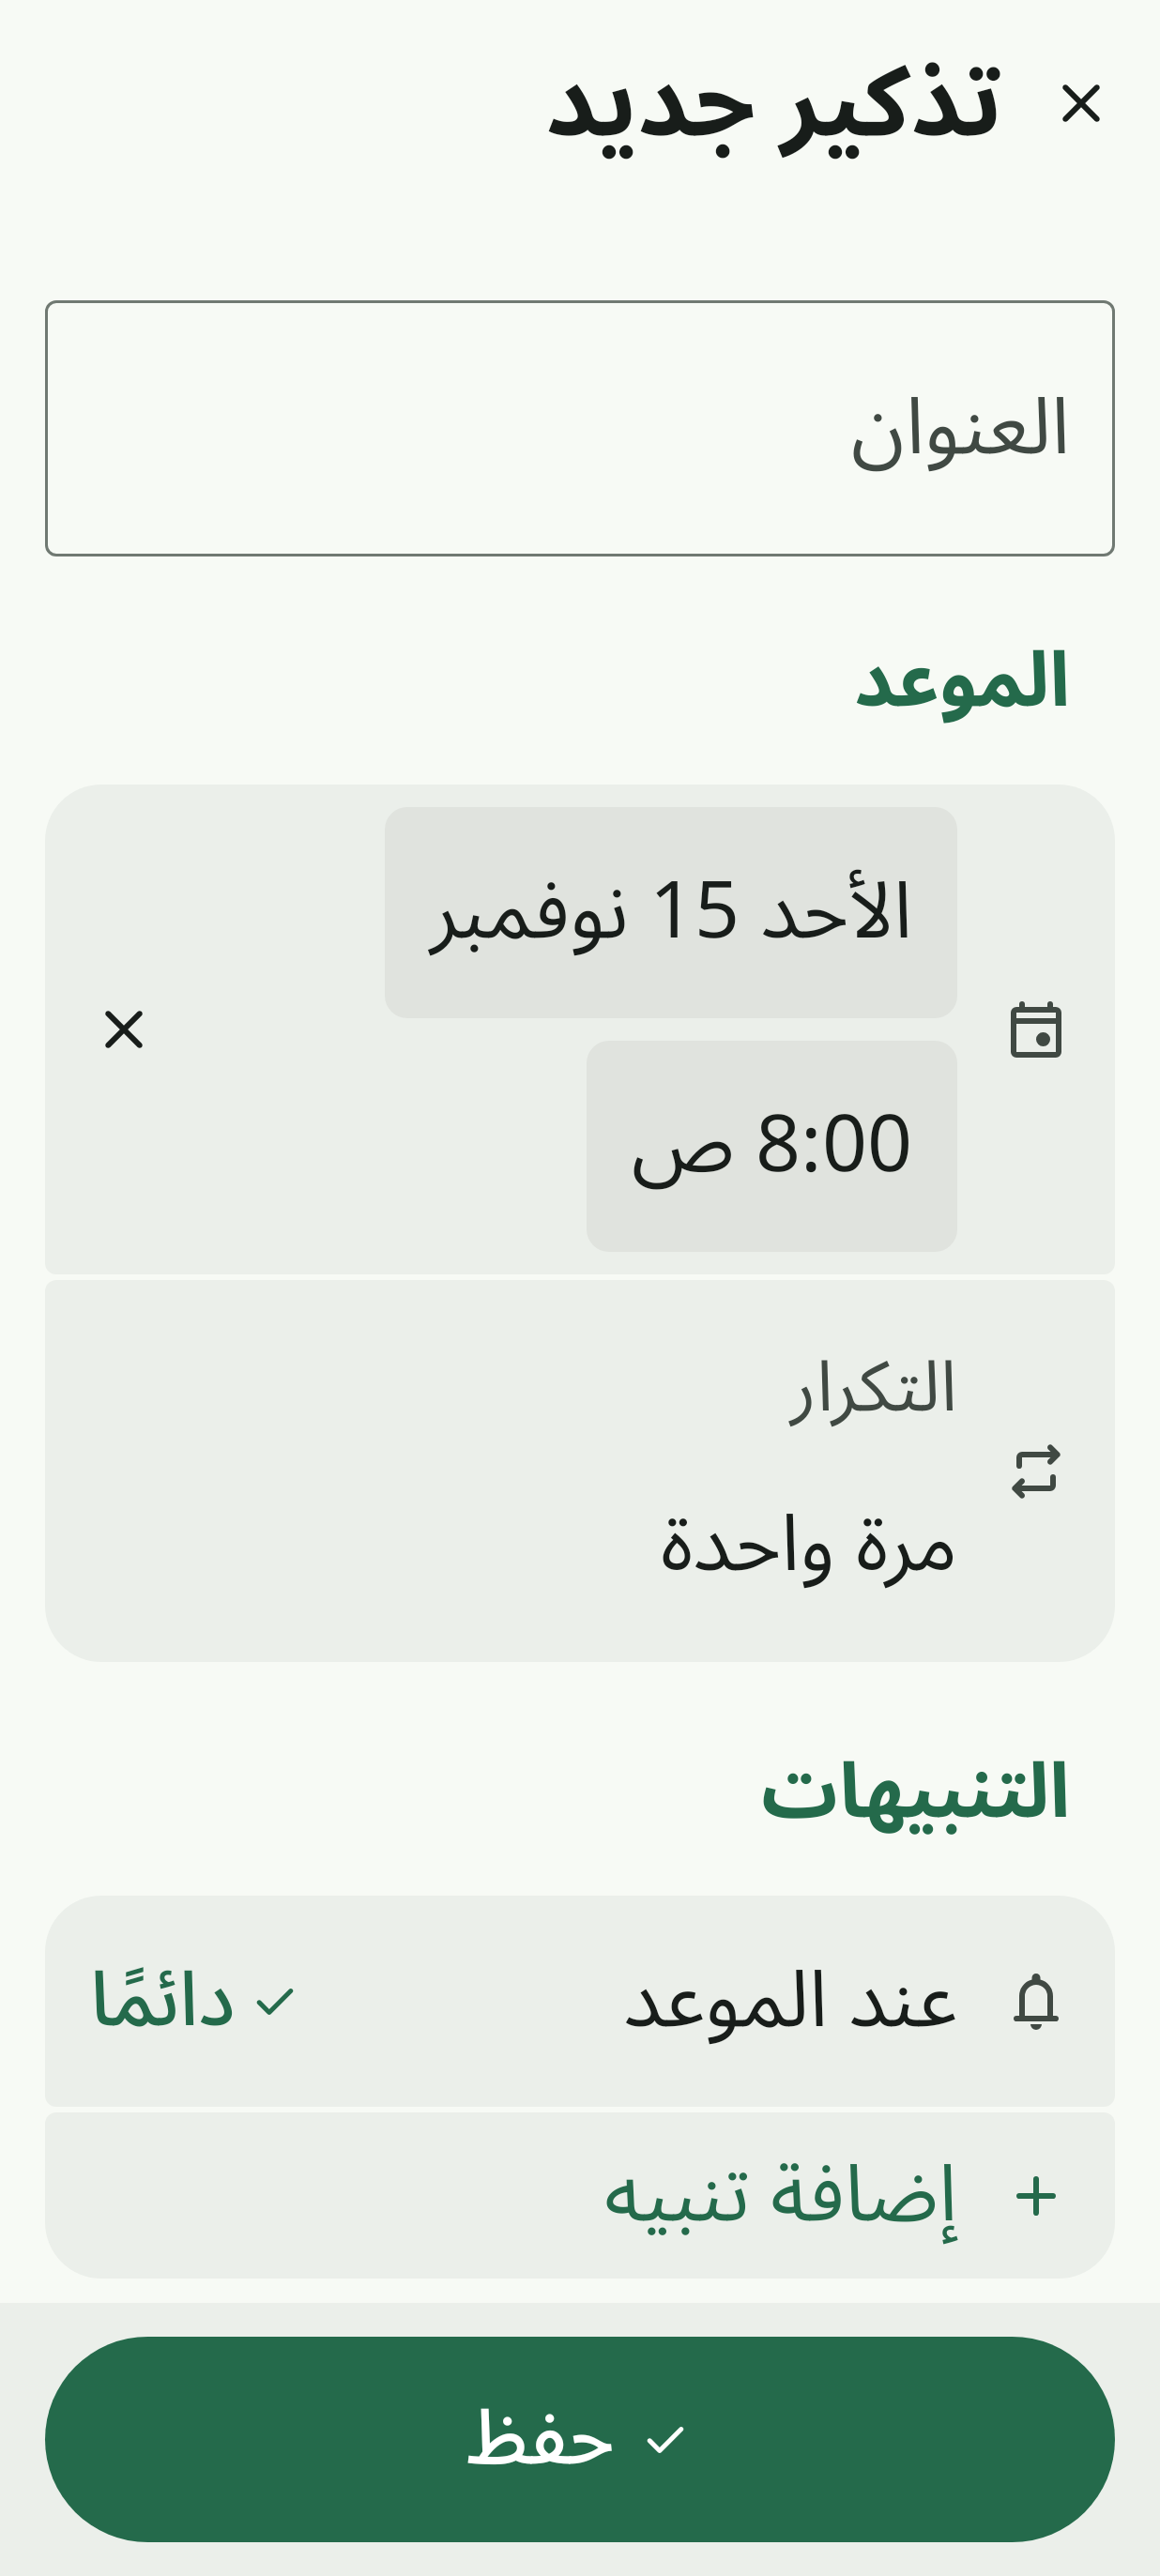 تذكير جديد
العنوان
الموعد
الأحد 15 نوفمبر
8:00 ص
التكرار
مرة واحدة
التنبيهات
عند الموعد
دائمًا
إضافة تنبيه
حفظ